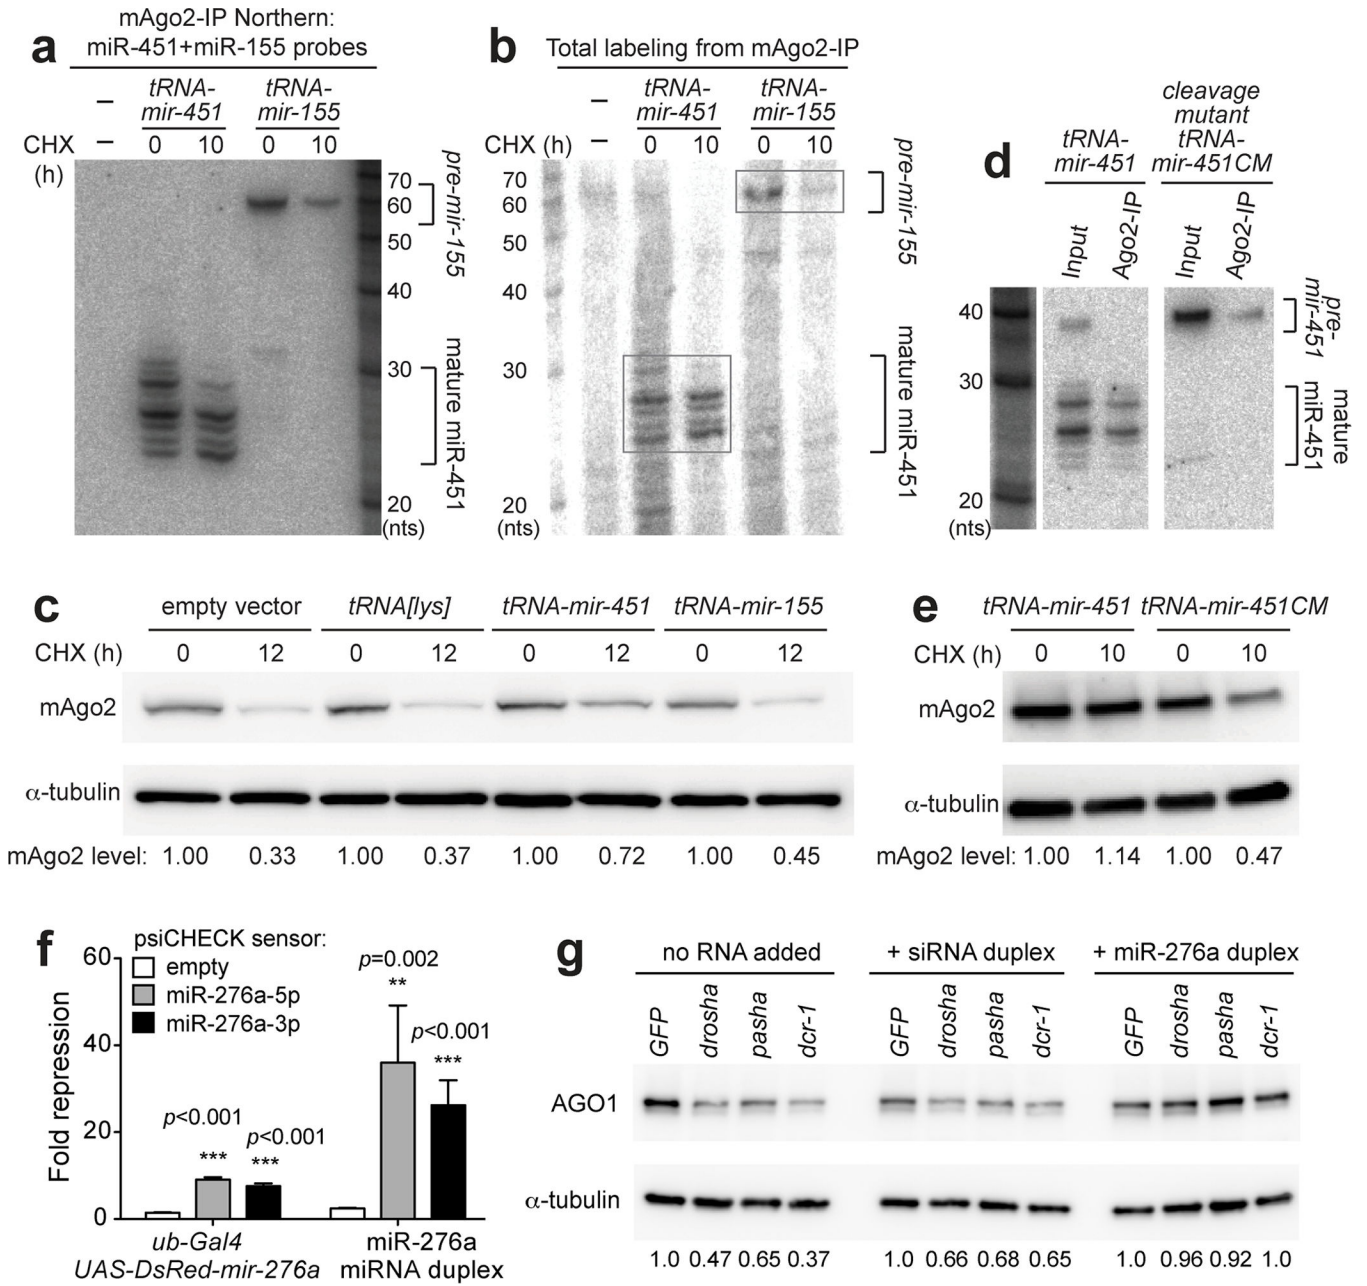 a
mAgo2-IP Northern:
miR-451+miR-155 probes
–
tRNA-
mir-451
tRNA-
mir-155
CHX
(h)
– 0 10 0 10
70
60
50
40
30
20
(nts)
pre-mir-155
mature miR-451
b
Total labeling from mAgo2-IP
–
tRNA-
mir-451
tRNA-
mir-155
CHX (h) – 0 10 0 10
70
60
50
40
30
20
(nts)
pre-mir-155
mature miR-451
d
tRNA-
mir-451
cleavage
mutant
tRNA-
mir-451CM
Input
Ago2-IP
Input
Ago2-IP
40
30
20
(nts)
pre-
mir-451
mature
miR-451
c
empty vector tRNA[lys] tRNA-mir-451 tRNA-mir-155
CHX (h) 0 12 0 12 0 12 0 12
mAgo2
α-tubulin
mAgo2 level: 1.00 0.33 1.00 0.37 1.00 0.72 1.00 0.45
e
tRNA-mir-451 tRNA-mir-451CM
CHX (h) 0 10 0 10
mAgo2
α-tubulin
mAgo2 level: 1.00 1.14 1.00 0.47
f
psiCHECK sensor:
empty
miR-276a-5p
miR-276a-3p
Fold repression
60
40
20
0
p<0.001
***
p<0.001
***
p=0.002
**
p<0.001
***
ub-Gal4
UAS-DsRed-mir-276a
miR-276a
miRNA duplex
g
no RNA added + siRNA duplex + miR-276a duplex
GFP drosha pasha dcr-1 GFP drosha pasha dcr-1 GFP drosha pasha dcr-1
AGO1
α-tubulin
1.0 0.47 0.65 0.37 1.0 0.66 0.68 0.65 1.0 0.96 0.92 1.0